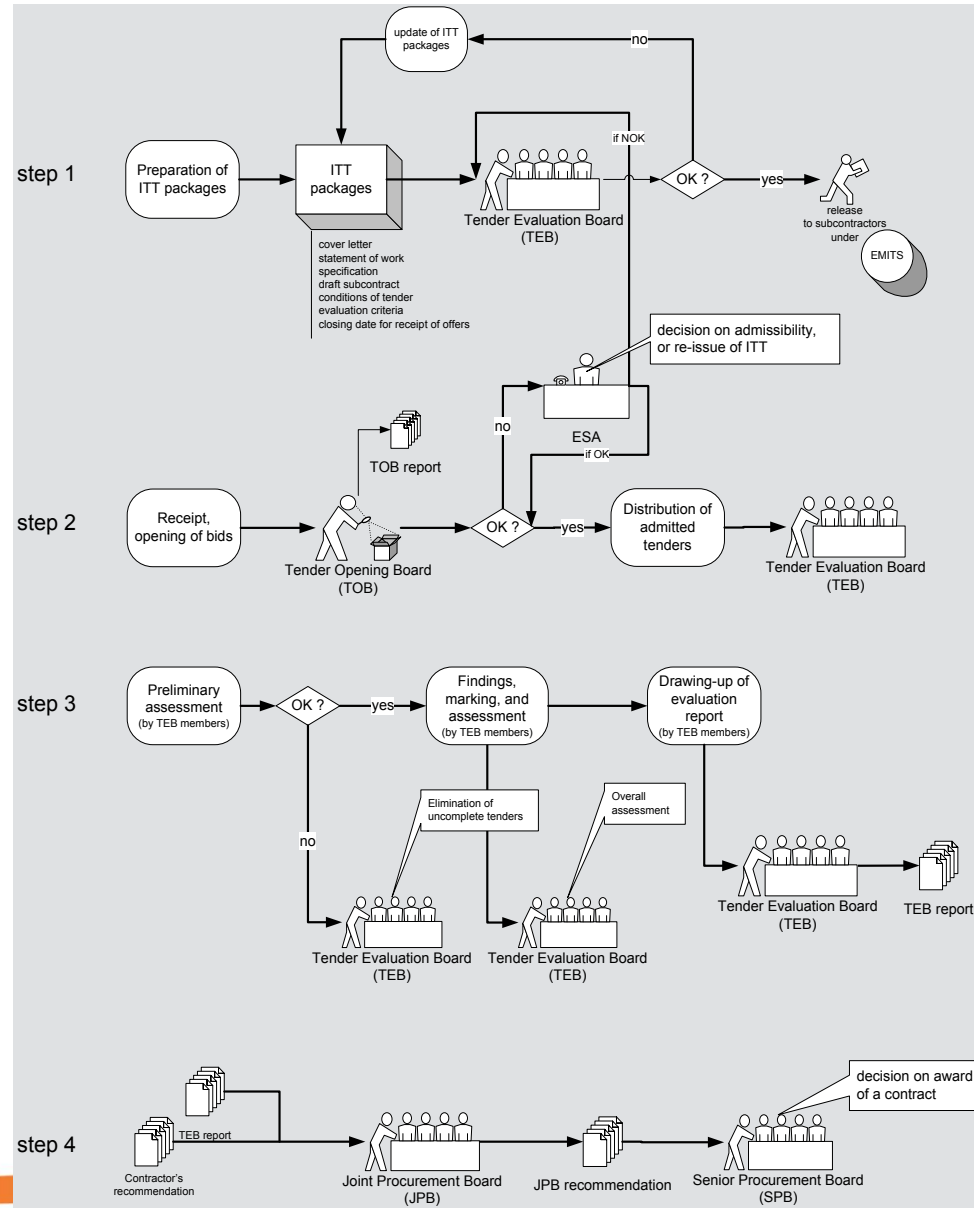 update of ITT
packages
no
if NOK
step 1
Preparation of
ITT packages
ITT
packages
OK ?
yes
Tender Evaluation Board
(TEB)
release
to subcontractors
under
EMITS
cover letter
statement of work
specification
draft subcontract
conditions of tender
evaluation criteria
closing date for receipt of offers
decision on admissibility,
or re-issue of ITT
no
ESA
if OK
TOB report
step 2
Receipt,
opening of bids
OK ?
yes
Distribution of
admitted
tenders
Tender Opening Board
(TOB)
Tender Evaluation Board
(TEB)
step 3
Preliminary
assessment
(by TEB members)
OK ?
yes
Findings,
marking, and
assessment
(by TEB members)
Drawing-up of
evaluation
report
(by TEB members)
no
Elimination of
uncomplete tenders
Overall
assessment
Tender Evaluation Board
(TEB)
Tender Evaluation Board
(TEB)
Tender Evaluation Board
(TEB)
TEB report
step 4
TEB report
Contractor's
recommendation
Joint Procurement Board
(JPB)
JPB recommendation
decision on award
of a contract
Senior Procurement Board
(SPB)